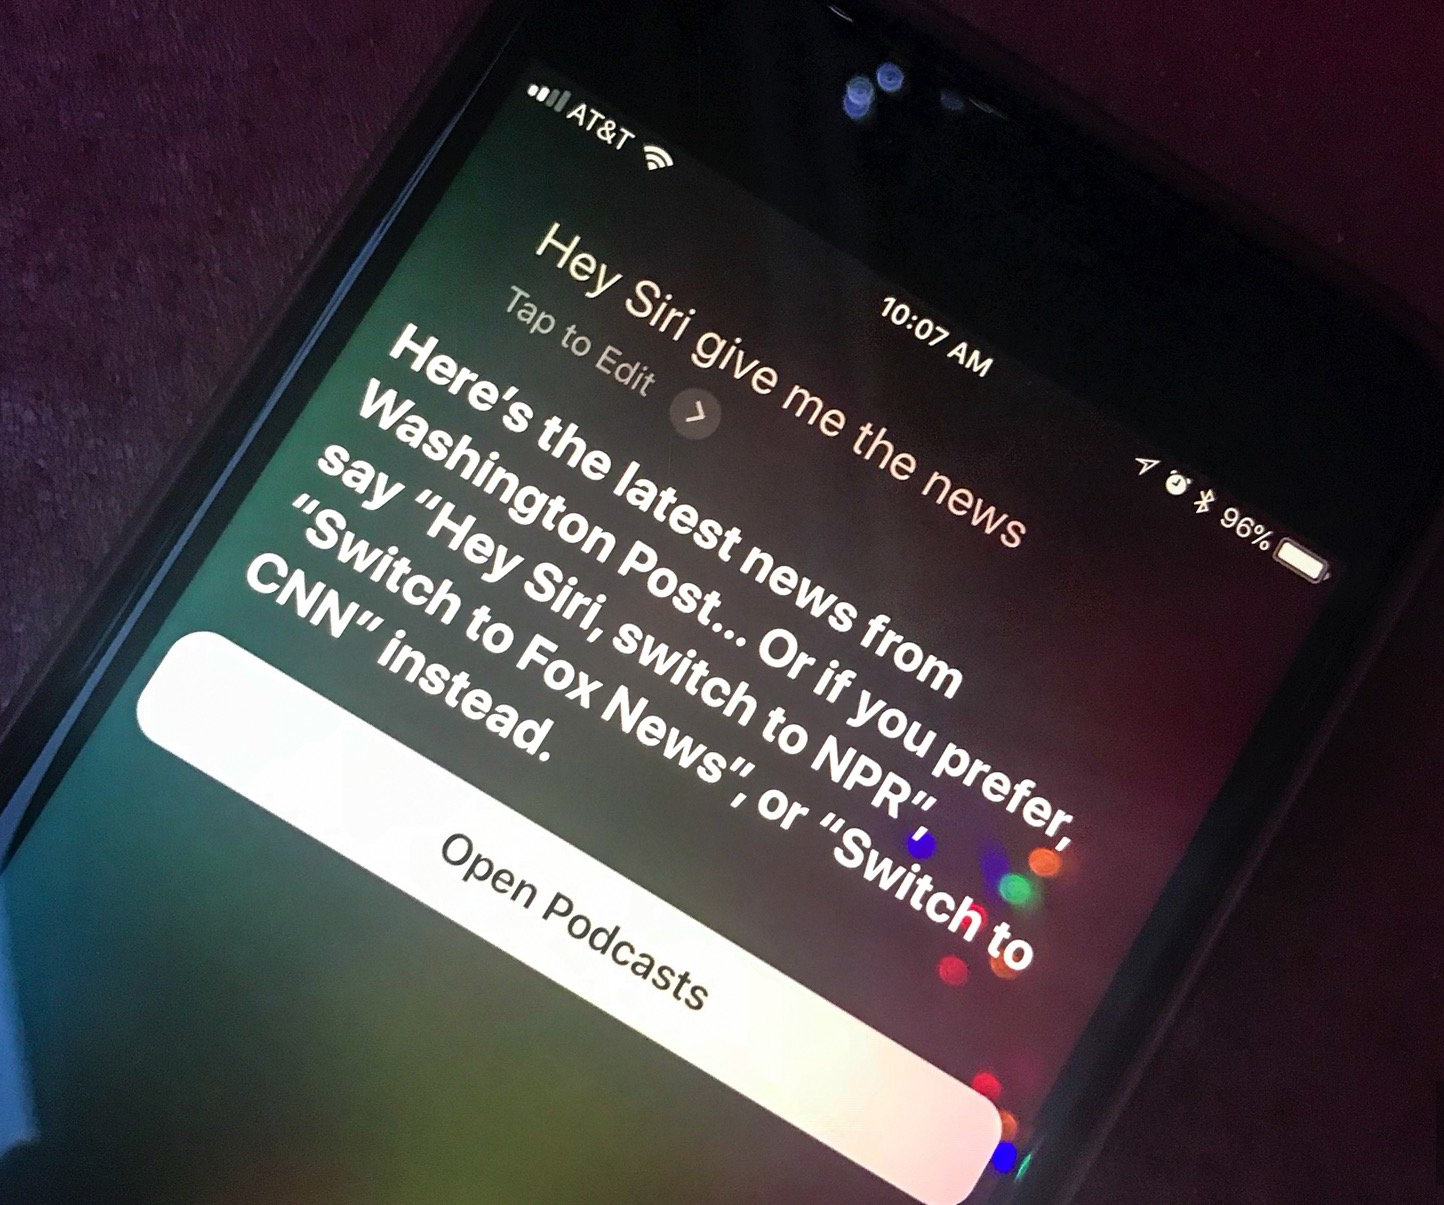 AT&T
10:07 AM
96%
Hey Siri give me the news
Tap to Edit
Here's the latest news from
Washington Post... Or if you prefer,
say "Hey Siri, switch to NPR",
"Switch to Fox News", or "Switch to
CNN" instead.
Open Podcasts